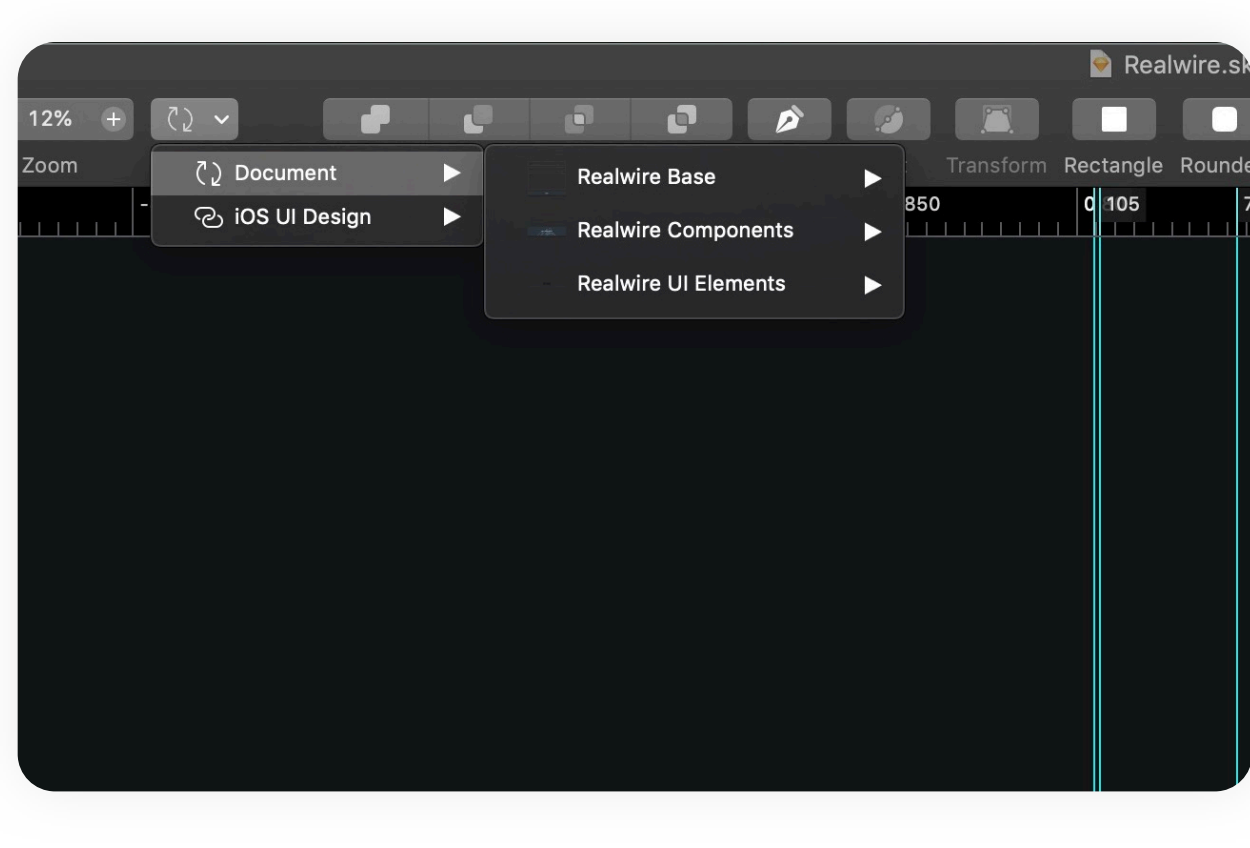 Realwire.sk
12%
Zoom
Transform
Rectangle
Rounde
Document
iOS UI Design
Realwire Base
Realwire Components
Realwire UI Elements
850
0
105